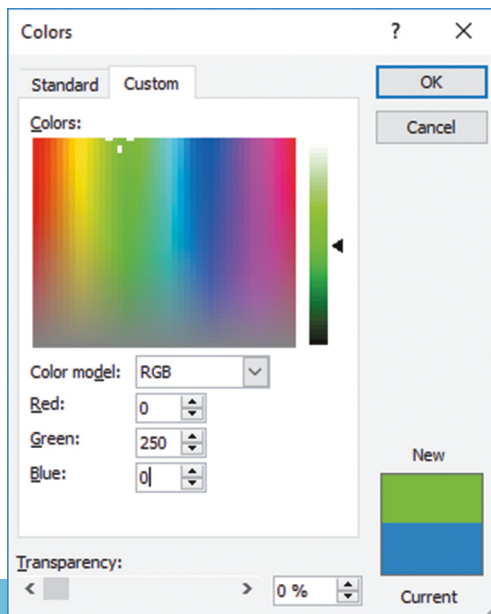 Colors ?
Standard Custom OK
Cancel
Colors:
Color model: RGB
Red: 0
Green: 250
Blue: 0
New
Current
Transparency:
0 %